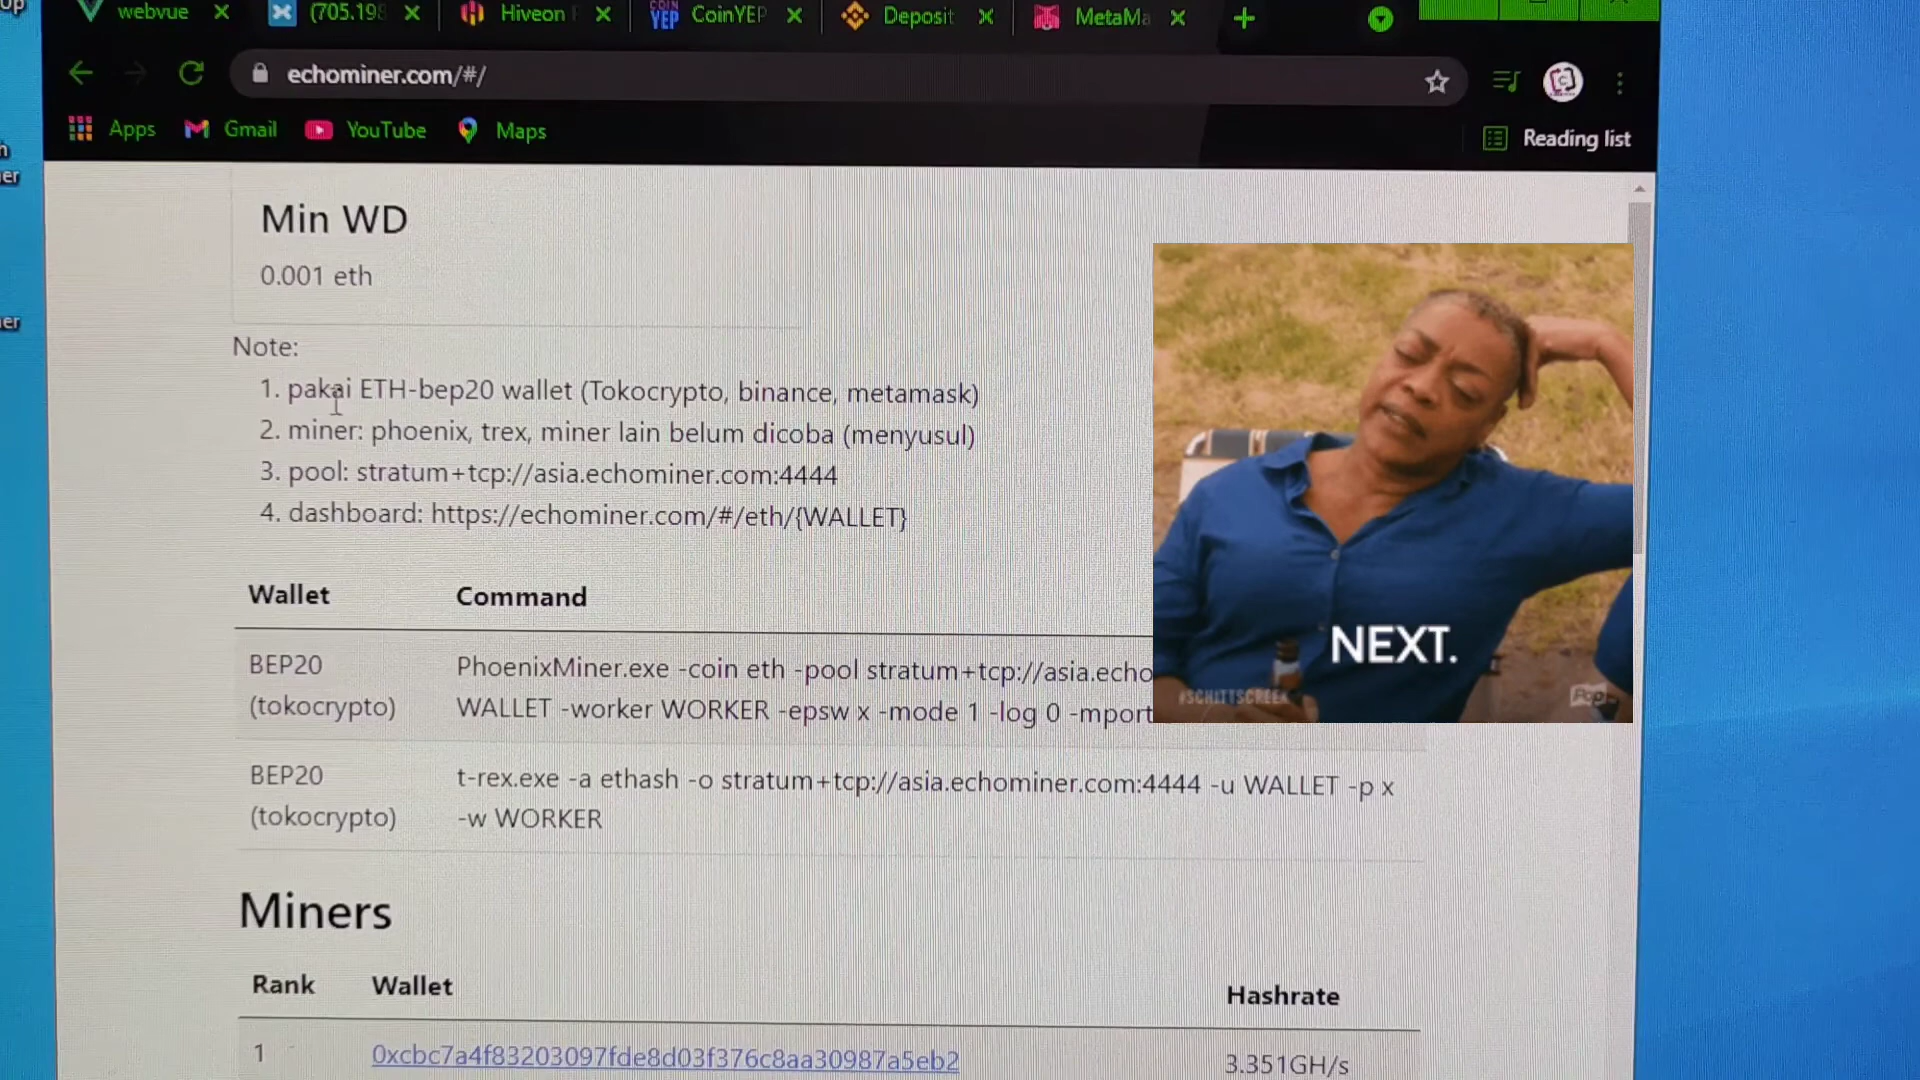 webvue
(705.19
Hiveon
COIN YEP
CoinYEP
Deposit
MetaMa
echominer.com/#/
Apps
Gmail
YouTube
Maps
Reading list
Min WD
0.001 eth
Note:
1. pakai ETH-bep20 wallet (Tokocrypto, binance, metamask)
2. miner: phoenix, trex, miner lain belum dicoba (menyusul)
3. pool: stratum+tcp://asia.echominer.com:4444
4. dashboard: https://echominer.com/#/eth/{WALLET}
Wallet Command
BEP20 (tokocrypto)
PhoenixMiner.exe -coin eth -pool stratum+tcp://asia.echo
WALLET -worker WORKER -epsw x -mode 1 -log 0 -mport
BEP20 (tokocrypto)
t-rex.exe -a ethash -o stratum+tcp://asia.echominer.com:4444 -u WALLET -p x
-w WORKER
Miners
Rank Wallet Hashrate
1 0xcbc7a4f83203097fde8d03f376c8aa30987a5eb2 3.351GH/s
NEXT.
#SCHITTSCREEK
Pop